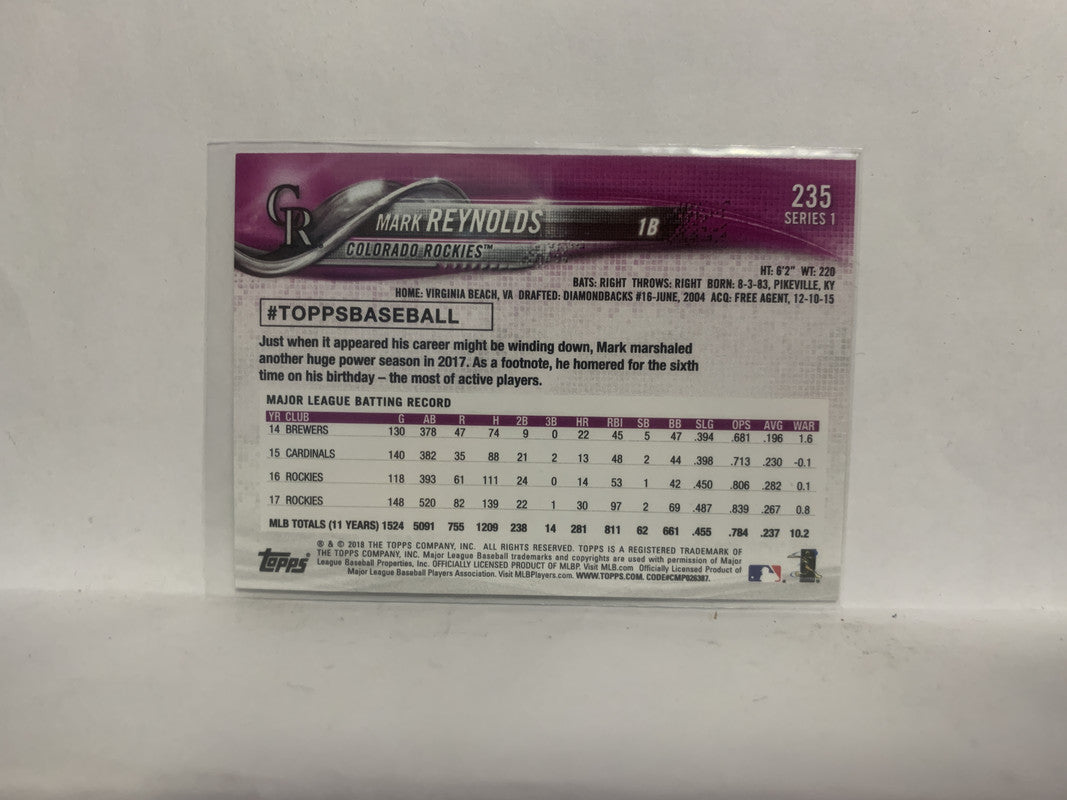 CR
MARK REYNOLDS 1B
COLORADO ROCKIES™
235
SERIES 1
HT: 6'2" WT: 220
BATS: RIGHT THROWS: RIGHT BORN: 8-3-83, PIKEVILLE, KY
HOME: VIRGINIA BEACH, VA DRAFTED: DIAMONDBACKS #16-JUNE, 2004 ACQ: FREE AGENT, 12-10-15
#TOPPSBASEBALL
Just when it appeared his career might be winding down, Mark marshaled
another huge power season in 2017. As a footnote, he homered for the sixth
time on his birthday – the most of active players.
MAJOR LEAGUE BATTING RECORD
YR CLUB G AB R H 2B 3B HR RBI SB BB SLG OPS AVG WAR
14 BREWERS 130 378 47 74 9 0 22 45 5 47 .394 .681 .196 1.6
15 CARDINALS 140 382 35 88 21 2 13 48 2 44 .398 .713 .230 -0.1
16 ROCKIES 118 393 61 111 24 0 14 53 1 42 .450 .806 .282 0.1
17 ROCKIES 148 520 82 139 22 1 30 97 2 69 .487 .839 .267 0.8
MLB TOTALS (11 YEARS) 1524 5091 755 1209 238 14 281 811 62 661 .455 .784 .237 10.2
® & © 2018 THE TOPPS COMPANY, INC. ALL RIGHTS RESERVED. TOPPS IS A REGISTERED TRADEMARK OF
THE TOPPS COMPANY, INC. Major League Baseball trademarks and copyrights are used with permission of Major
League Baseball Properties, Inc. OFFICIALLY LICENSED PRODUCT OF MLBP. Visit MLB.com Officially Licensed Product of
Major League Baseball Players Association. Visit MLBPlayers.com. WWW.TOPPS.COM. CODE#CMP026387.
Topps